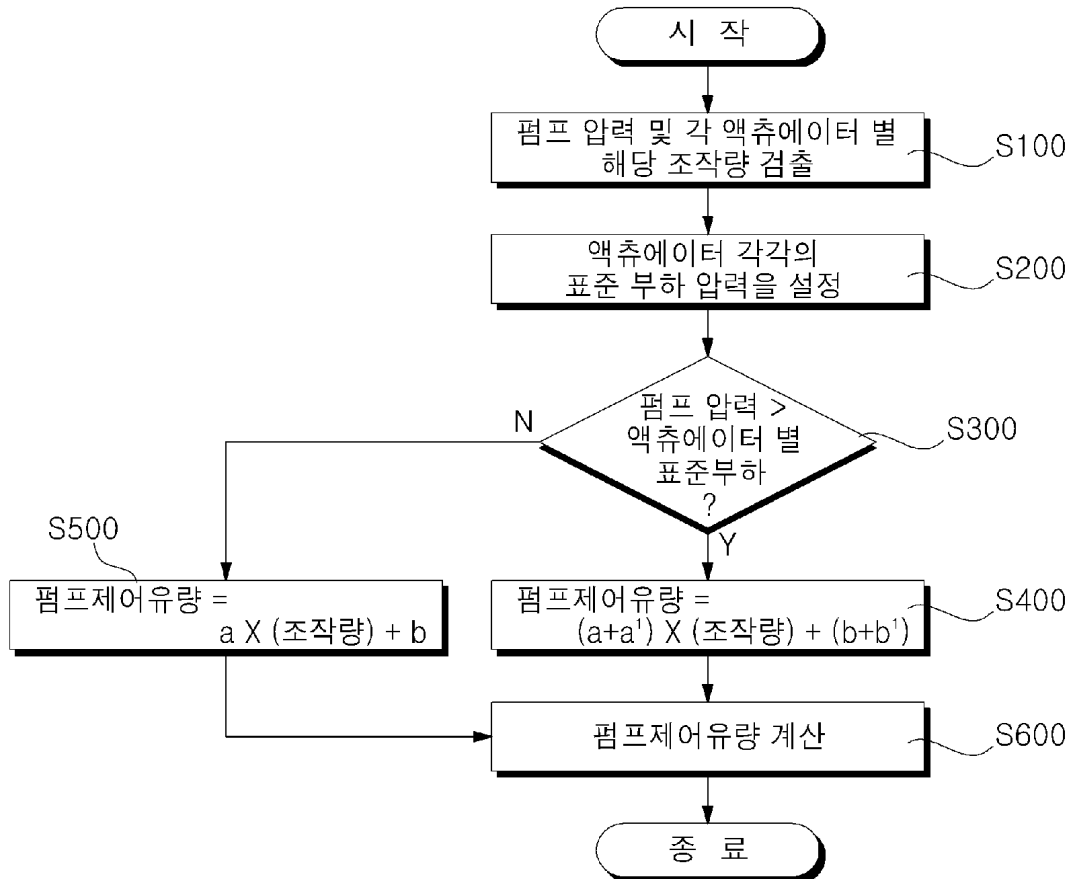 시 작
펌프 압력 및 각 액츄에이터 별
해당 조작량 검출
S100
액츄에이터 각각의
표준 부하 압력을 설정
S200
펌프 압력 >
액츄에이터 별
표준부하
?
S300
N
Y
S500
펌프제어유량 =
a X (조작량) + b
펌프제어유량 =
(a+a¹) X (조작량) + (b+b¹)
S400
펌프제어유량 계산
S600
종 료